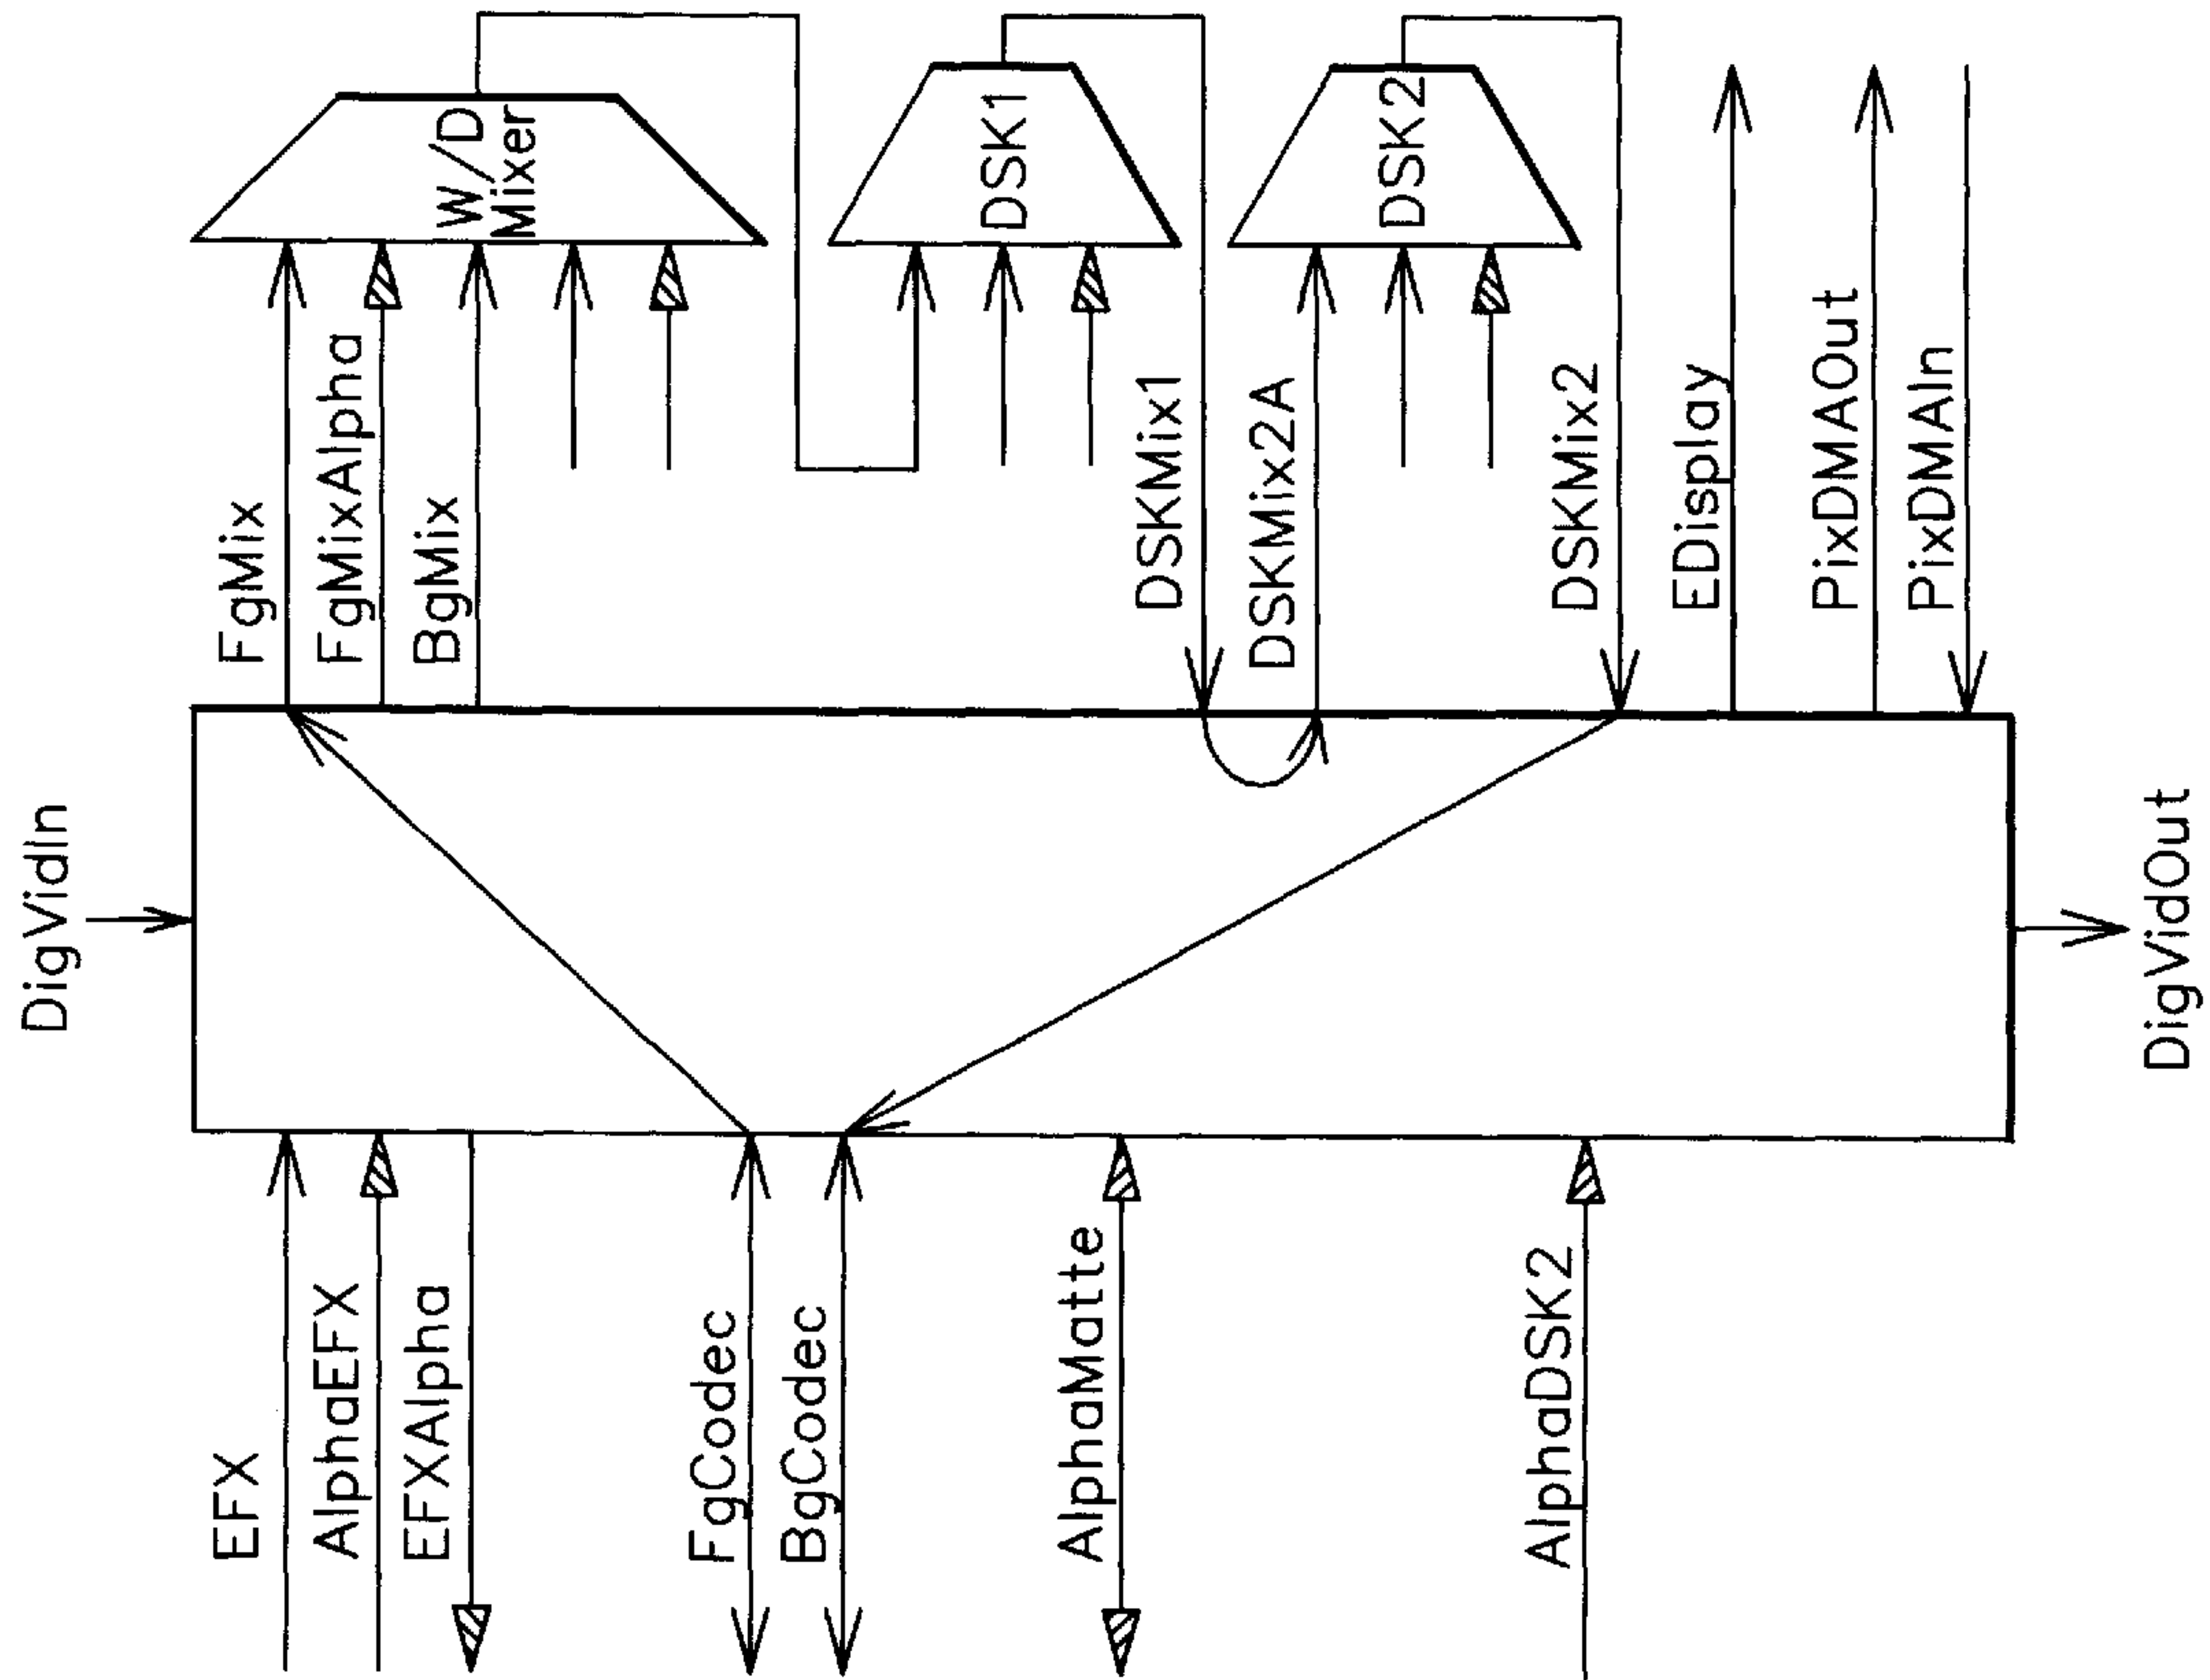 DigVidIn
EFX
AlphaEFX
EFXAlpha
FgCodec
BgCodec
AlphaMatte
AlphaDSK2
FgMix
FgMixAlpha
BgMix
W/D
Mixer
DSK1
DSKMix1
DSKMix2A
DSK2
DSKMix2
EDisplay
PixDMAOut
PixDMAIn
DigVidOut